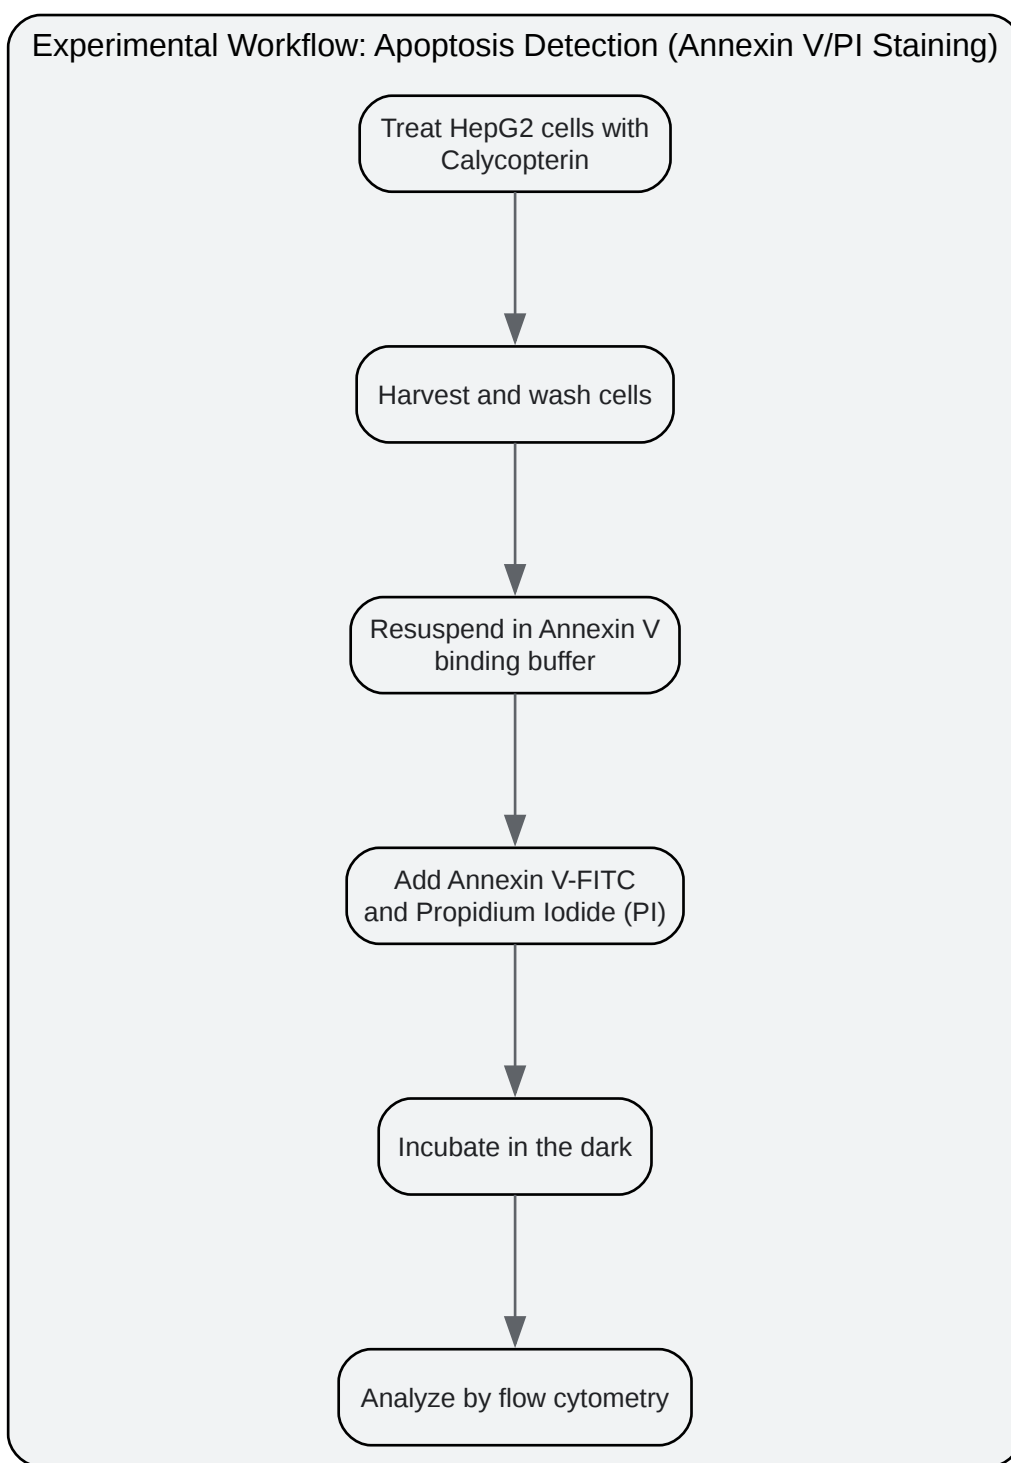 Experimental Workflow: Apoptosis Detection (Annexin V/PI Staining)
Treat HepG2 cells with
Calycopterin
Harvest and wash cells
Resuspend in Annexin V
binding buffer
Add Annexin V-FITC
and Propidium Iodide (PI)
Incubate in the dark
Analyze by flow cytometry